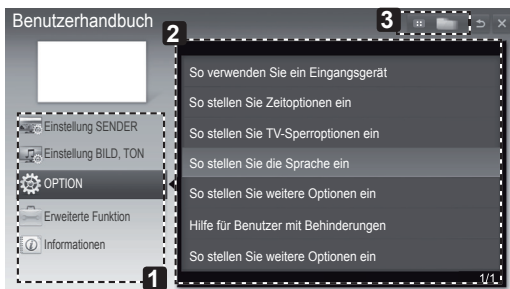 Benutzerhandbuch
3
2
So verwenden Sie ein Eingangsgerät
So stellen Sie Zeitoptionen ein
So stellen Sie TV-Sperroptionen ein
So stellen Sie die Sprache ein
So stellen Sie weitere Optionen ein
Hilfe für Benutzer mit Behinderungen
So stellen Sie weitere Optionen ein
1/1
Einstellung SENDER
Einstellung BILD, TON
OPTION
Erweiterte Funktion
Informationen
1